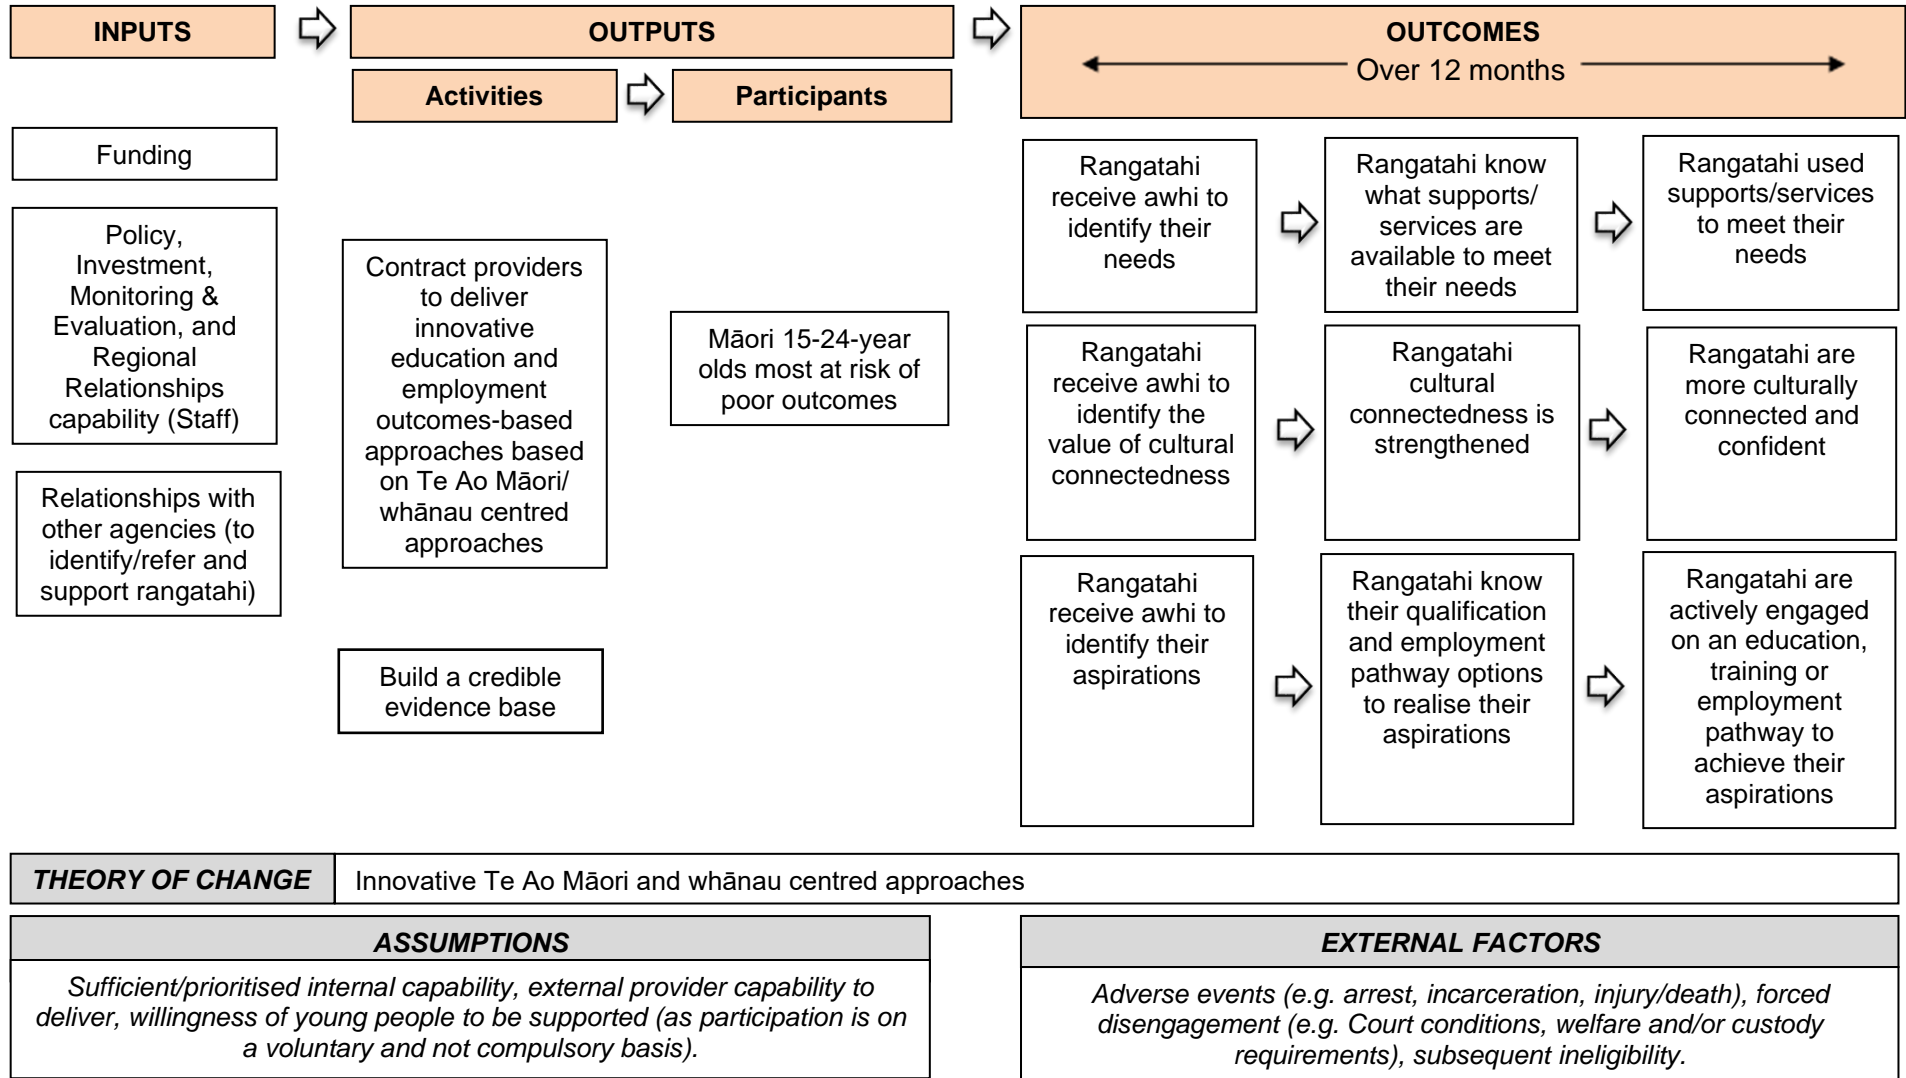 INPUTS
OUTPUTS
OUTCOMES
Over 12 months
Activities
Participants
Funding
Policy,
Investment,
Monitoring &
Evaluation, and
Regional
Relationships
capability (Staff)
Relationships with
other agencies (to
identify/refer and
support rangatahi)
Contract providers
to deliver
innovative
education and
employment
outcomes-based
approaches based
on Te Ao Māori/
whānau centred
approaches
Build a credible
evidence base
Māori 15-24-year
olds most at risk of
poor outcomes
Rangatahi
receive awhi to
identify their
needs
Rangatahi know
what supports/
services are
available to meet
their needs
Rangatahi used
supports/services
to meet their
needs
Rangatahi
receive awhi to
identify the
value of cultural
connectedness
Rangatahi
cultural
connectedness is
strengthened
Rangatahi are
more culturally
connected and
confident
Rangatahi
receive awhi to
identify their
aspirations
Rangatahi know
their qualification
and employment
pathway options
to realise their
aspirations
Rangatahi are
actively engaged
on an education,
training or
employment
pathway to
achieve their
aspirations
THEORY OF CHANGE
Innovative Te Ao Māori and whānau centred approaches
ASSUMPTIONS
Sufficient/prioritised internal capability, external provider capability to
deliver, willingness of young people to be supported (as participation is on
a voluntary and not compulsory basis).
EXTERNAL FACTORS
Adverse events (e.g. arrest, incarceration, injury/death), forced
disengagement (e.g. Court conditions, welfare and/or custody
requirements), subsequent ineligibility.